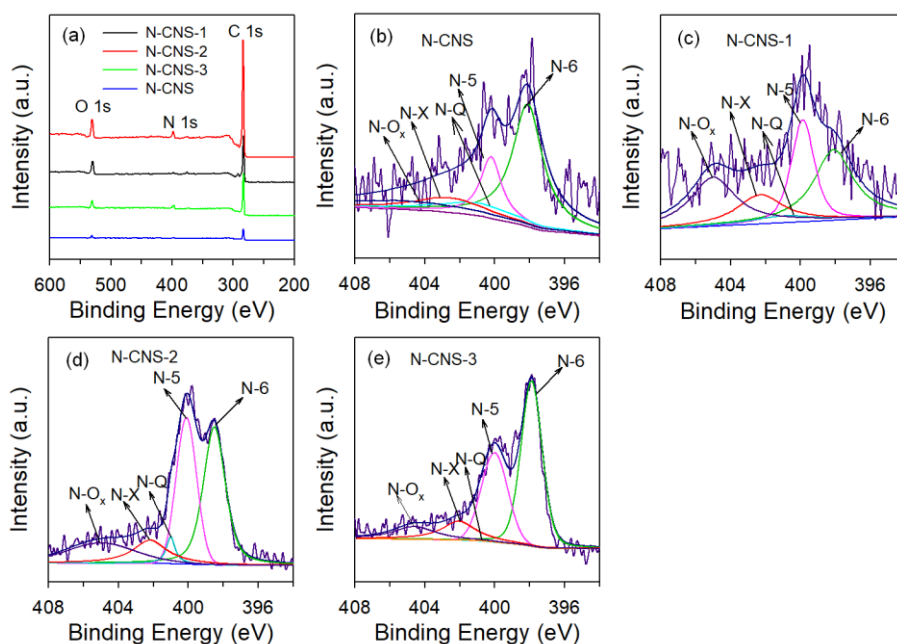 (a)
N-CNS-1
N-CNS-2
N-CNS-3
N-CNS
C 1s
O 1s
N 1s
Intensity (a.u.)
600 500 400 300 200
Binding Energy (eV)
(b)
N-CNS
N-5
N-6
N-Q
N-X
N-Ox
Intensity (a.u.)
408 404 400 396
Binding Energy (eV)
(c)
N-CNS-1
N-5
N-X
N-Q
N-6
N-Ox
Intensity (a.u.)
408 404 400 396
Binding Energy (eV)
(d)
N-CNS-2
N-5
N-6
N-Q
N-Ox
N-X
Intensity (a.u.)
408 404 400 396
Binding Energy (eV)
(e)
N-CNS-3
N-6
N-5
N-Q
N-X
N-Ox
Intensity (a.u.)
408 404 400 396
Binding Energy (eV)